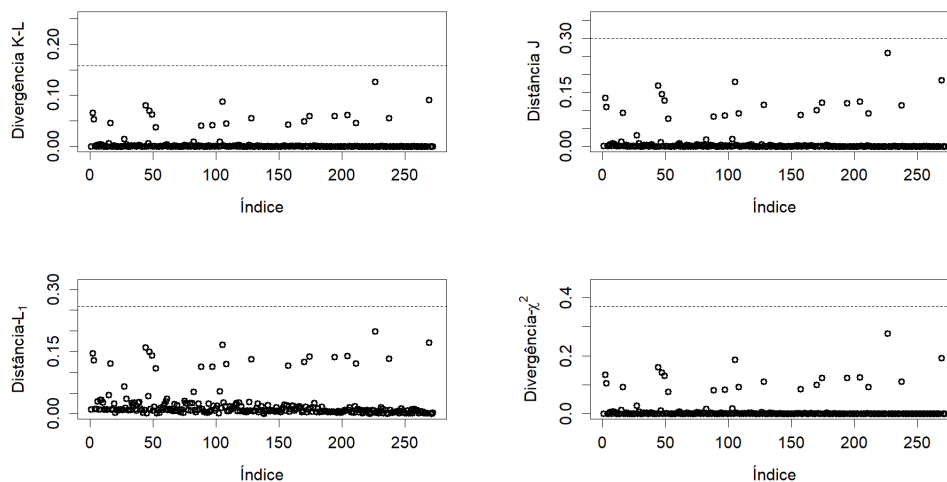 Divergência K-L
0.00 0.10 0.20
0 50 100 150 200 250
Índice
Distância J
0.00 0.15 0.30
0 50 100 150 200 250
Índice
Distância-L₁
0.00 0.15 0.30
0 50 100 150 200 250
Índice
Divergência-χ²
0.0 0.2 0.4
0 50 100 150 200 250
Índice